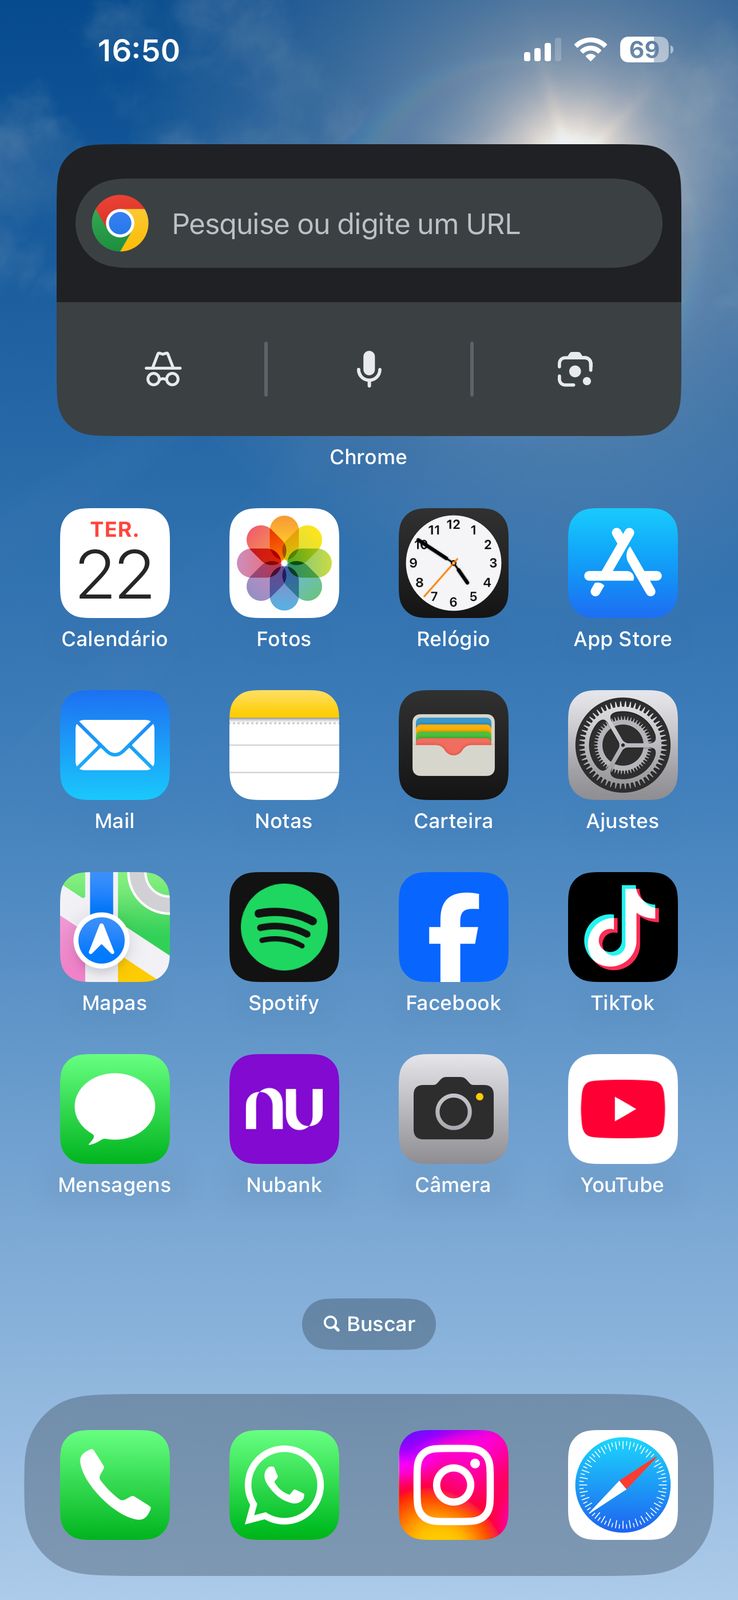 16:50
69
Pesquise ou digite um URL
Chrome
TER.
22
12
11 1
10 2
9 3
8 4
7 5
6
Calendário Fotos Relógio App Store
Mail Notas Carteira Ajustes
Mapas Spotify Facebook TikTok
nu
Mensagens Nubank Câmera YouTube
Buscar